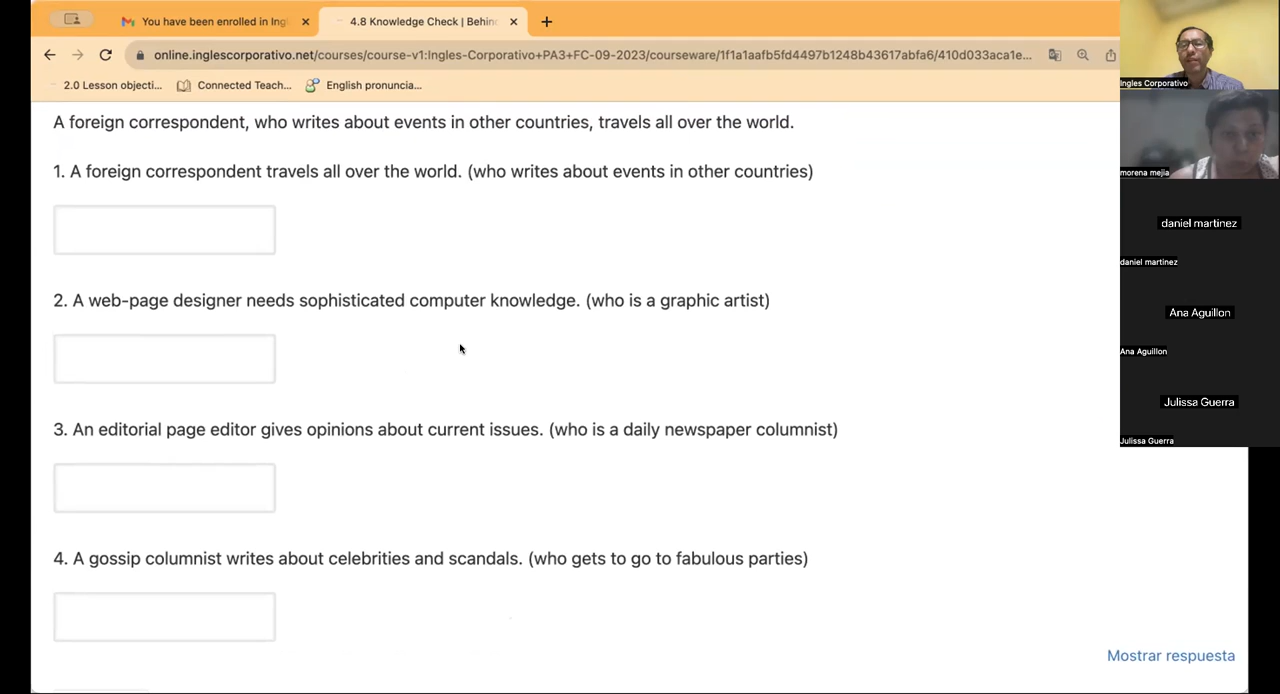 You have been enrolled in Ingl
4.8 Knowledge Check | Behin
online.inglescorporativo.net/courses/course-v1:Ingles-Corporativo+PA3+FC-09-2023/courseware/1f1a1aafb5fd4497b1248b43617abfa6/410d033aca1e...
2.0 Lesson objecti...
Connected Teach...
English pronuncia...
A foreign correspondent, who writes about events in other countries, travels all over the world.
1. A foreign correspondent travels all over the world. (who writes about events in other countries)
2. A web-page designer needs sophisticated computer knowledge. (who is a graphic artist)
3. An editorial page editor gives opinions about current issues. (who is a daily newspaper columnist)
4. A gossip columnist writes about celebrities and scandals. (who gets to go to fabulous parties)
Mostrar respuesta
Ingles Corporativo
morena mejia
daniel martinez
daniel martinez
Ana Aguillon
Ana Aguillon
Julissa Guerra
Julissa Guerra